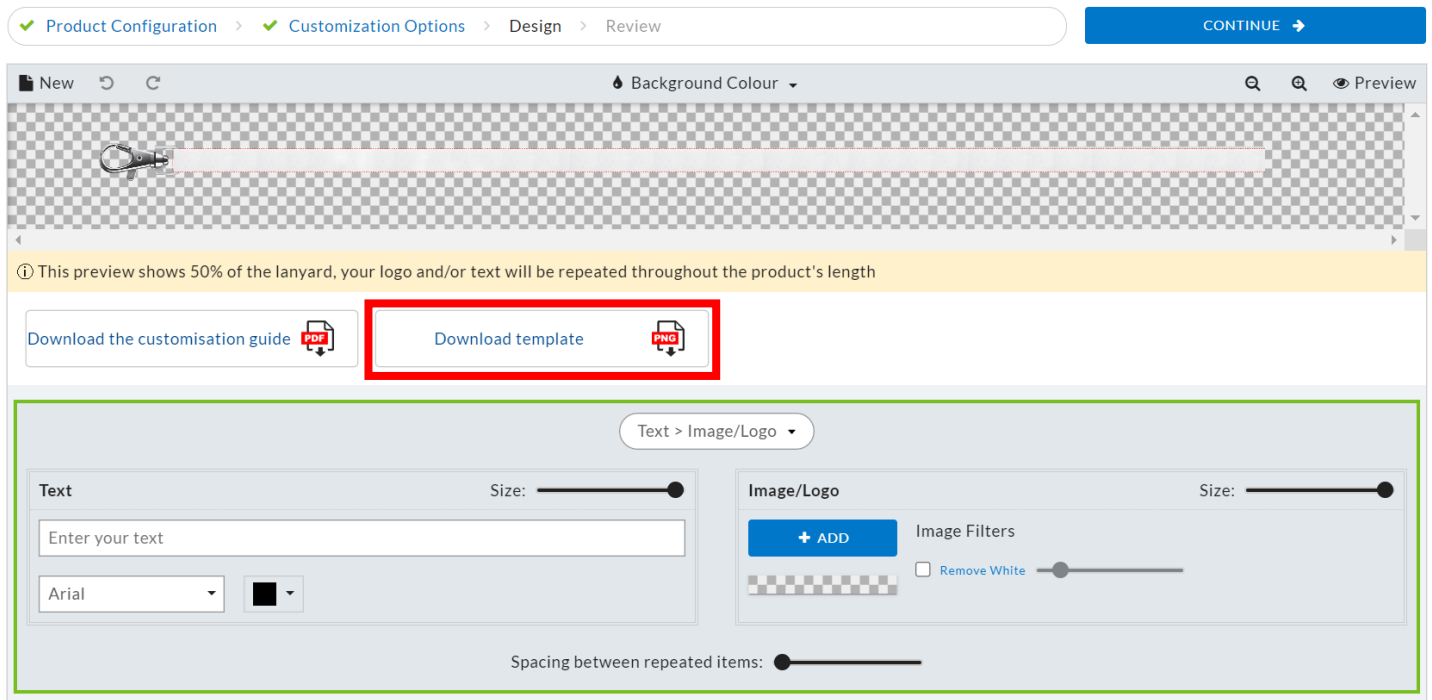 Product Configuration > Customization Options > Design > Review
CONTINUE
New
Background Colour
Preview
This preview shows 50% of the lanyard, your logo and/or text will be repeated throughout the product's length
Download the customisation guide PDF
Download template PNG
Text > Image/Logo
Text Size:
Image/Logo Size:
Enter your text
+ ADD
Image Filters
Remove White
Arial
Spacing between repeated items: